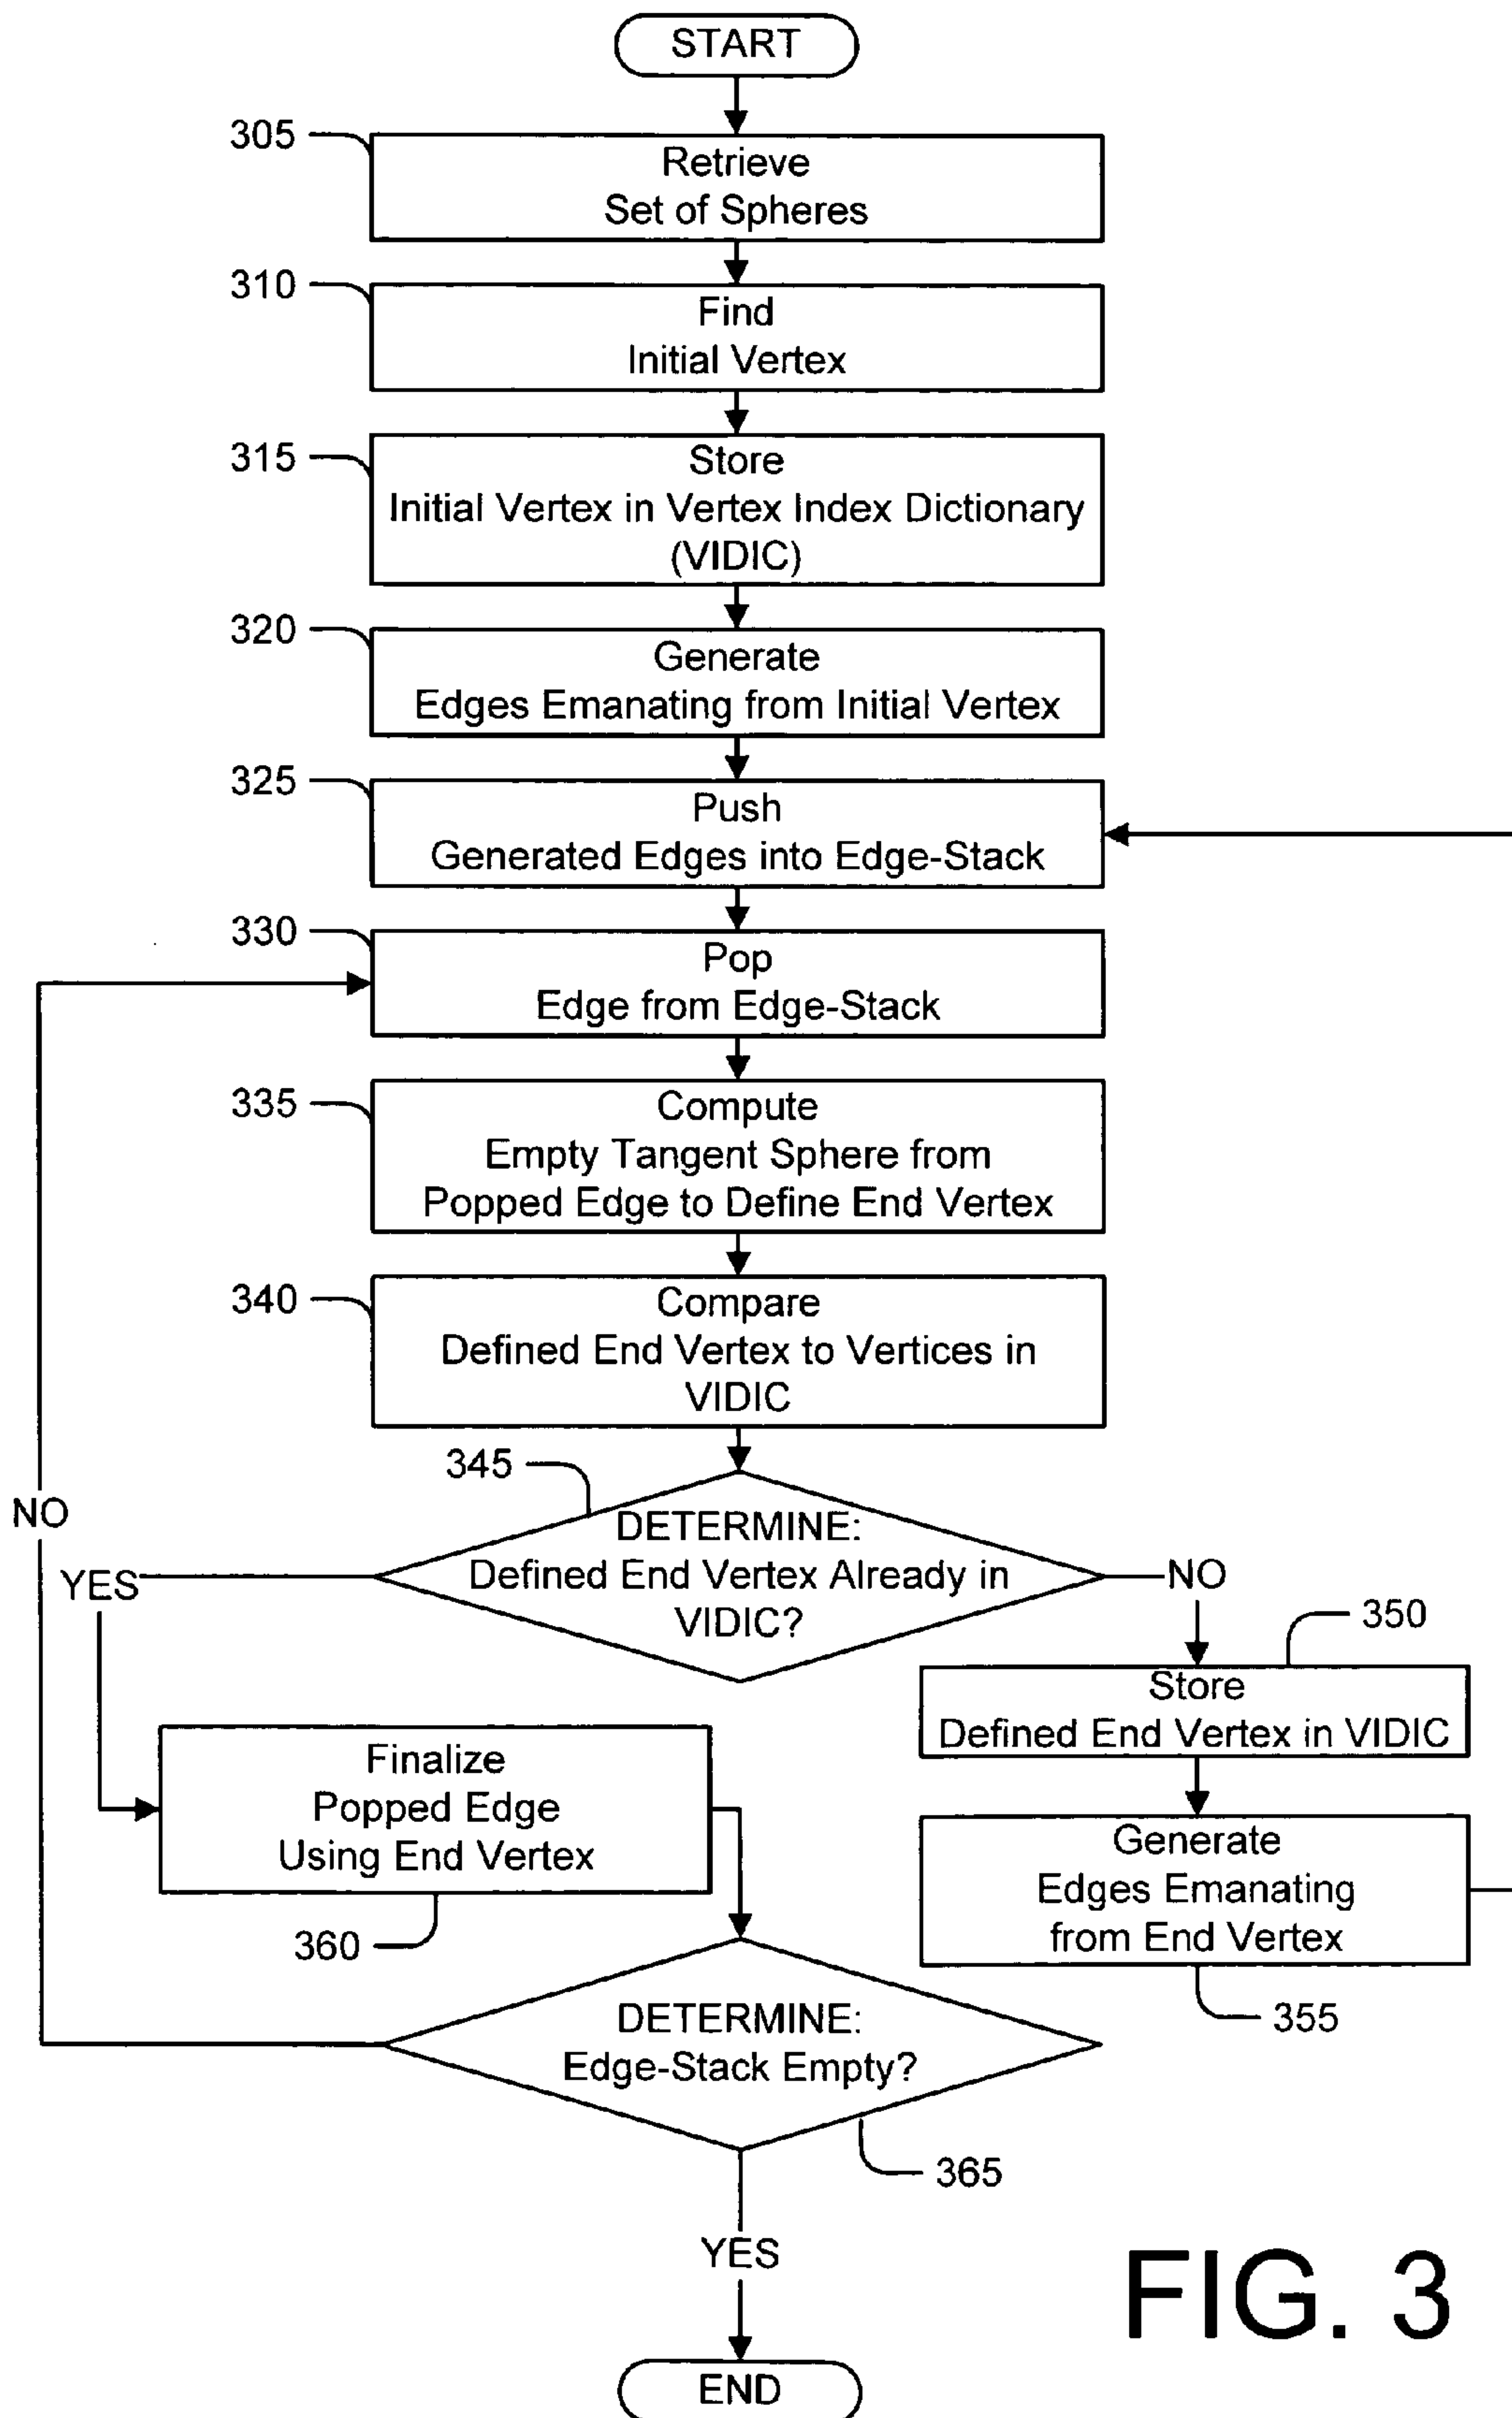 START
305
Retrieve
Set of Spheres
310
Find
Initial Vertex
315
Store
Initial Vertex in Vertex Index Dictionary
(VIDIC)
320
Generate
Edges Emanating from Initial Vertex
325
Push
Generated Edges into Edge-Stack
330
Pop
Edge from Edge-Stack
335
Compute
Empty Tangent Sphere from
Popped Edge to Define End Vertex
340
Compare
Defined End Vertex to Vertices in
VIDIC
345
NO
DETERMINE:
Defined End Vertex Already in
VIDIC?
YES
NO
350
Store
Defined End Vertex in VIDIC
Finalize
Popped Edge
Using End Vertex
360
Generate
Edges Emanating
from End Vertex
355
DETERMINE:
Edge-Stack Empty?
365
YES
FIG. 3
END